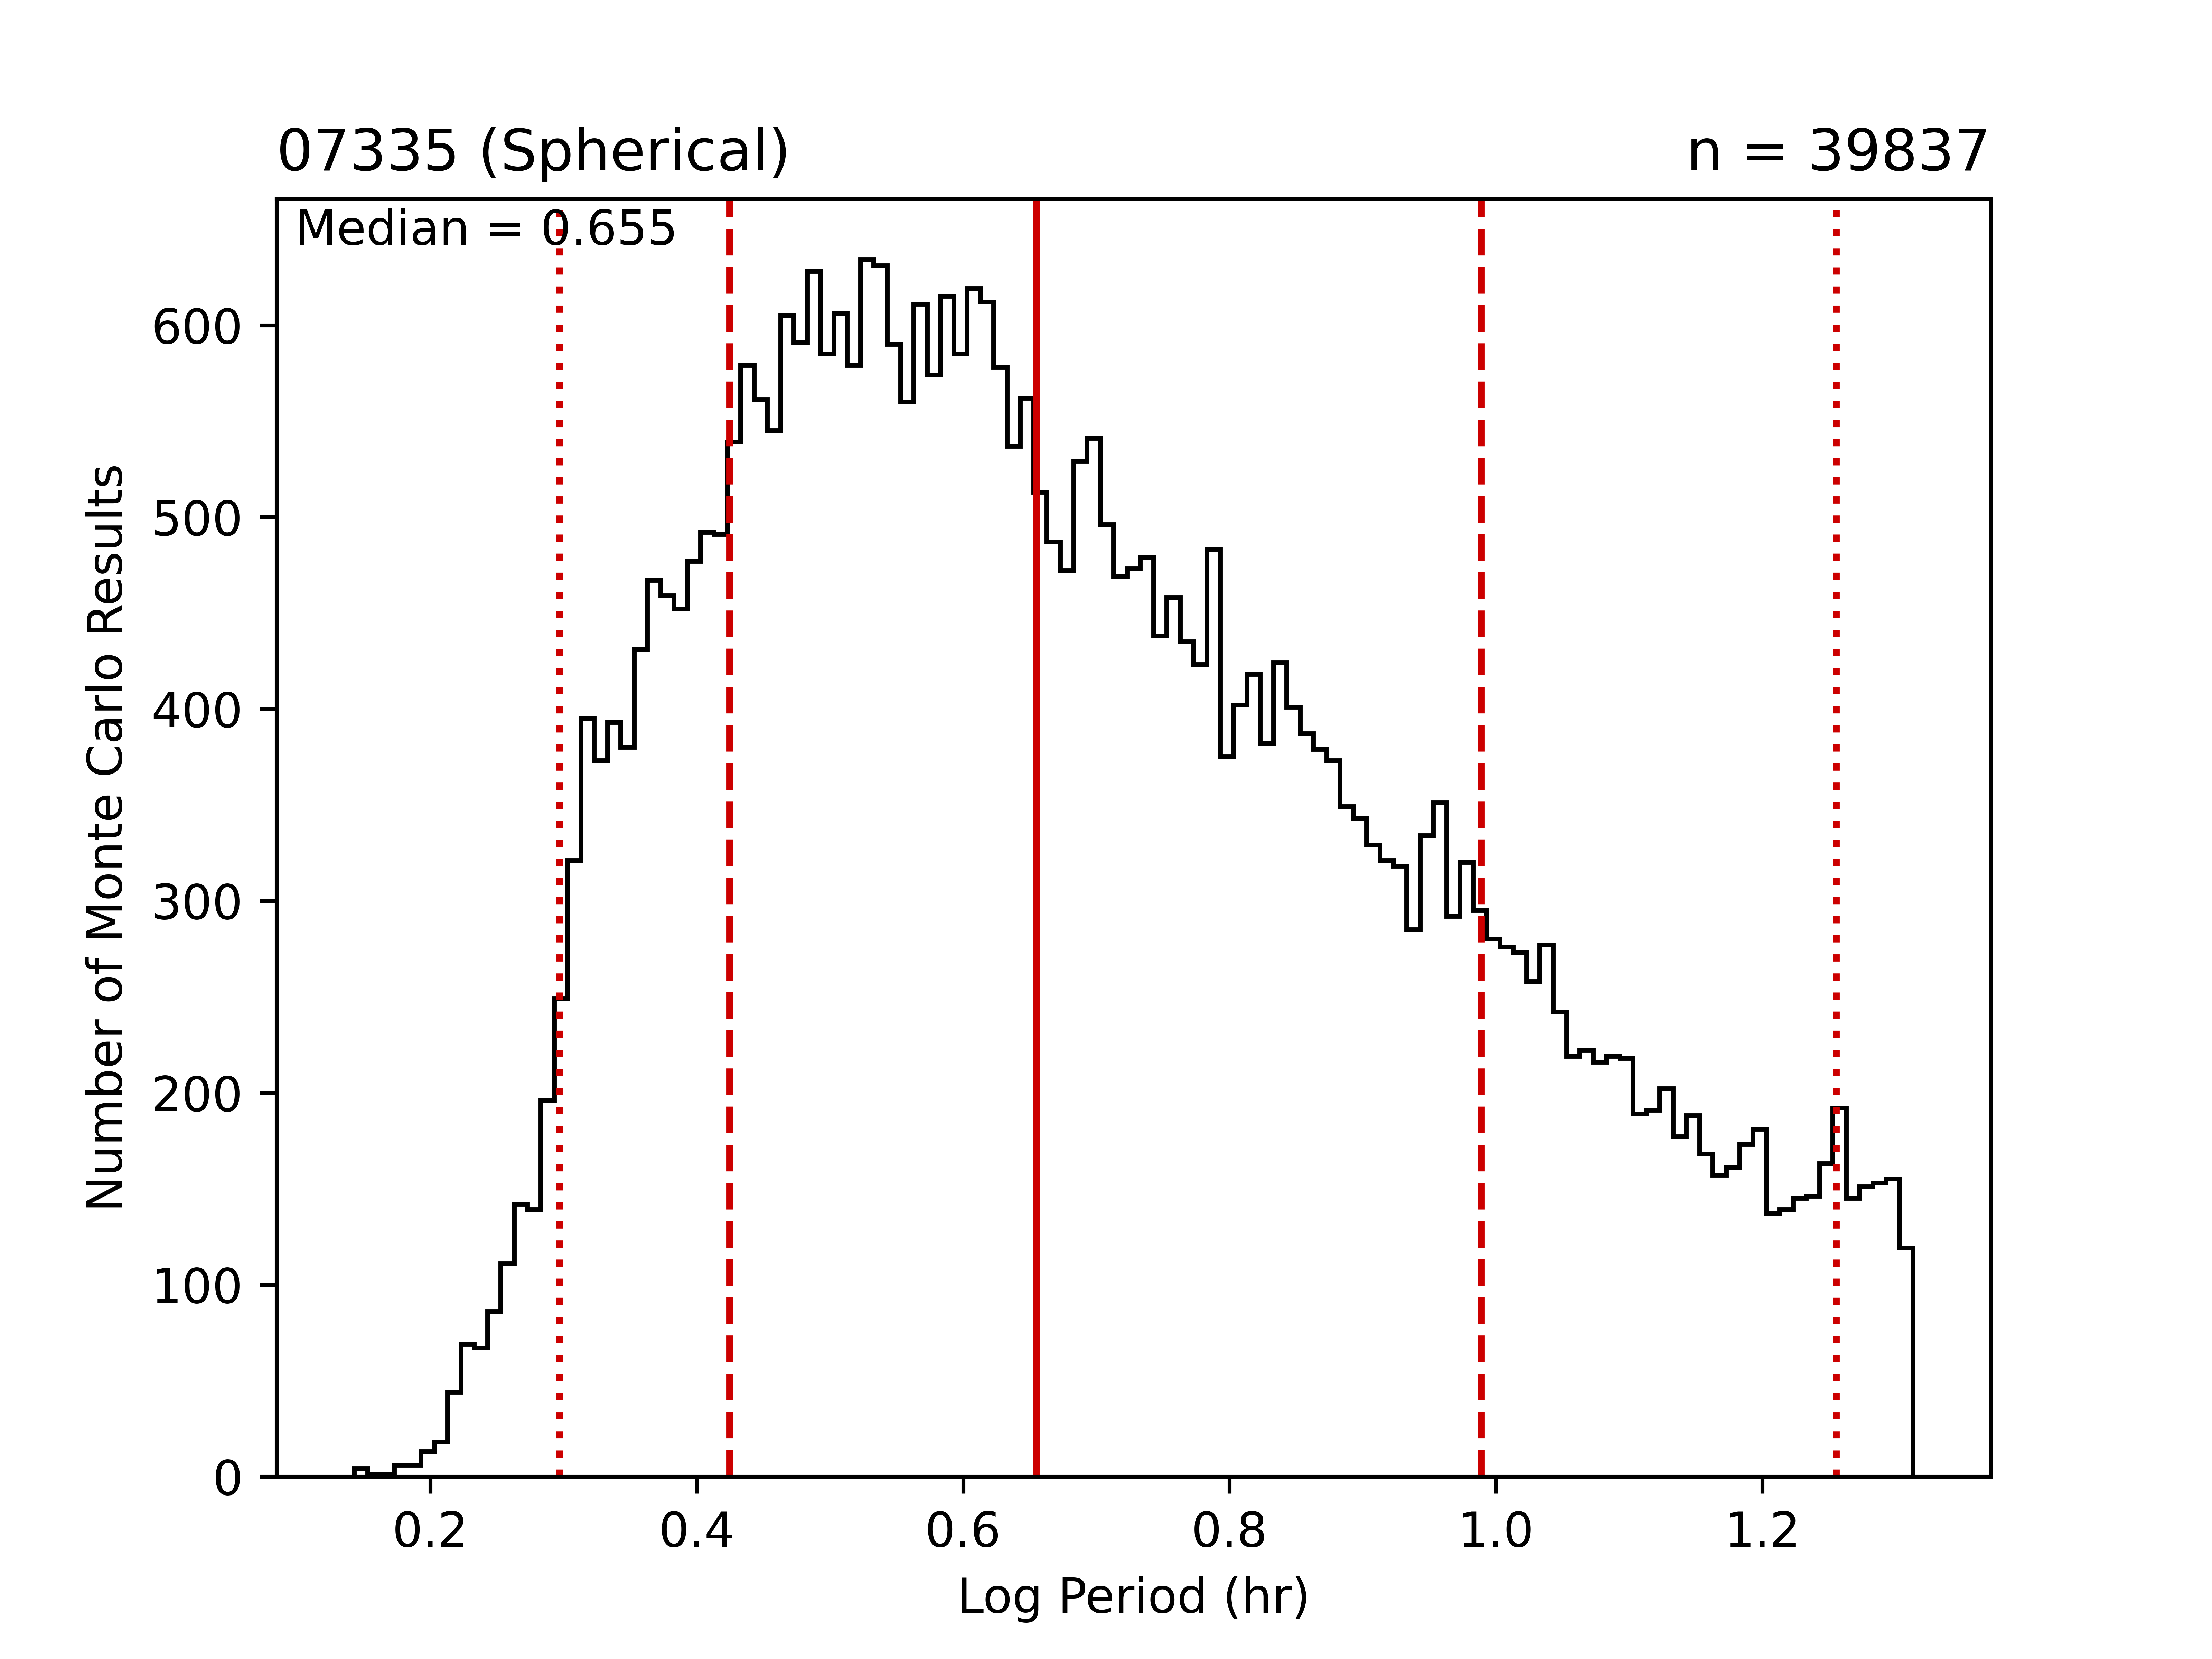 07335 (Spherical)
n = 39837
Median = 0.655
Number of Monte Carlo Results
600
500
400
300
200
100
0
0.2 0.4 0.6 0.8 1.0 1.2
Log Period (hr)